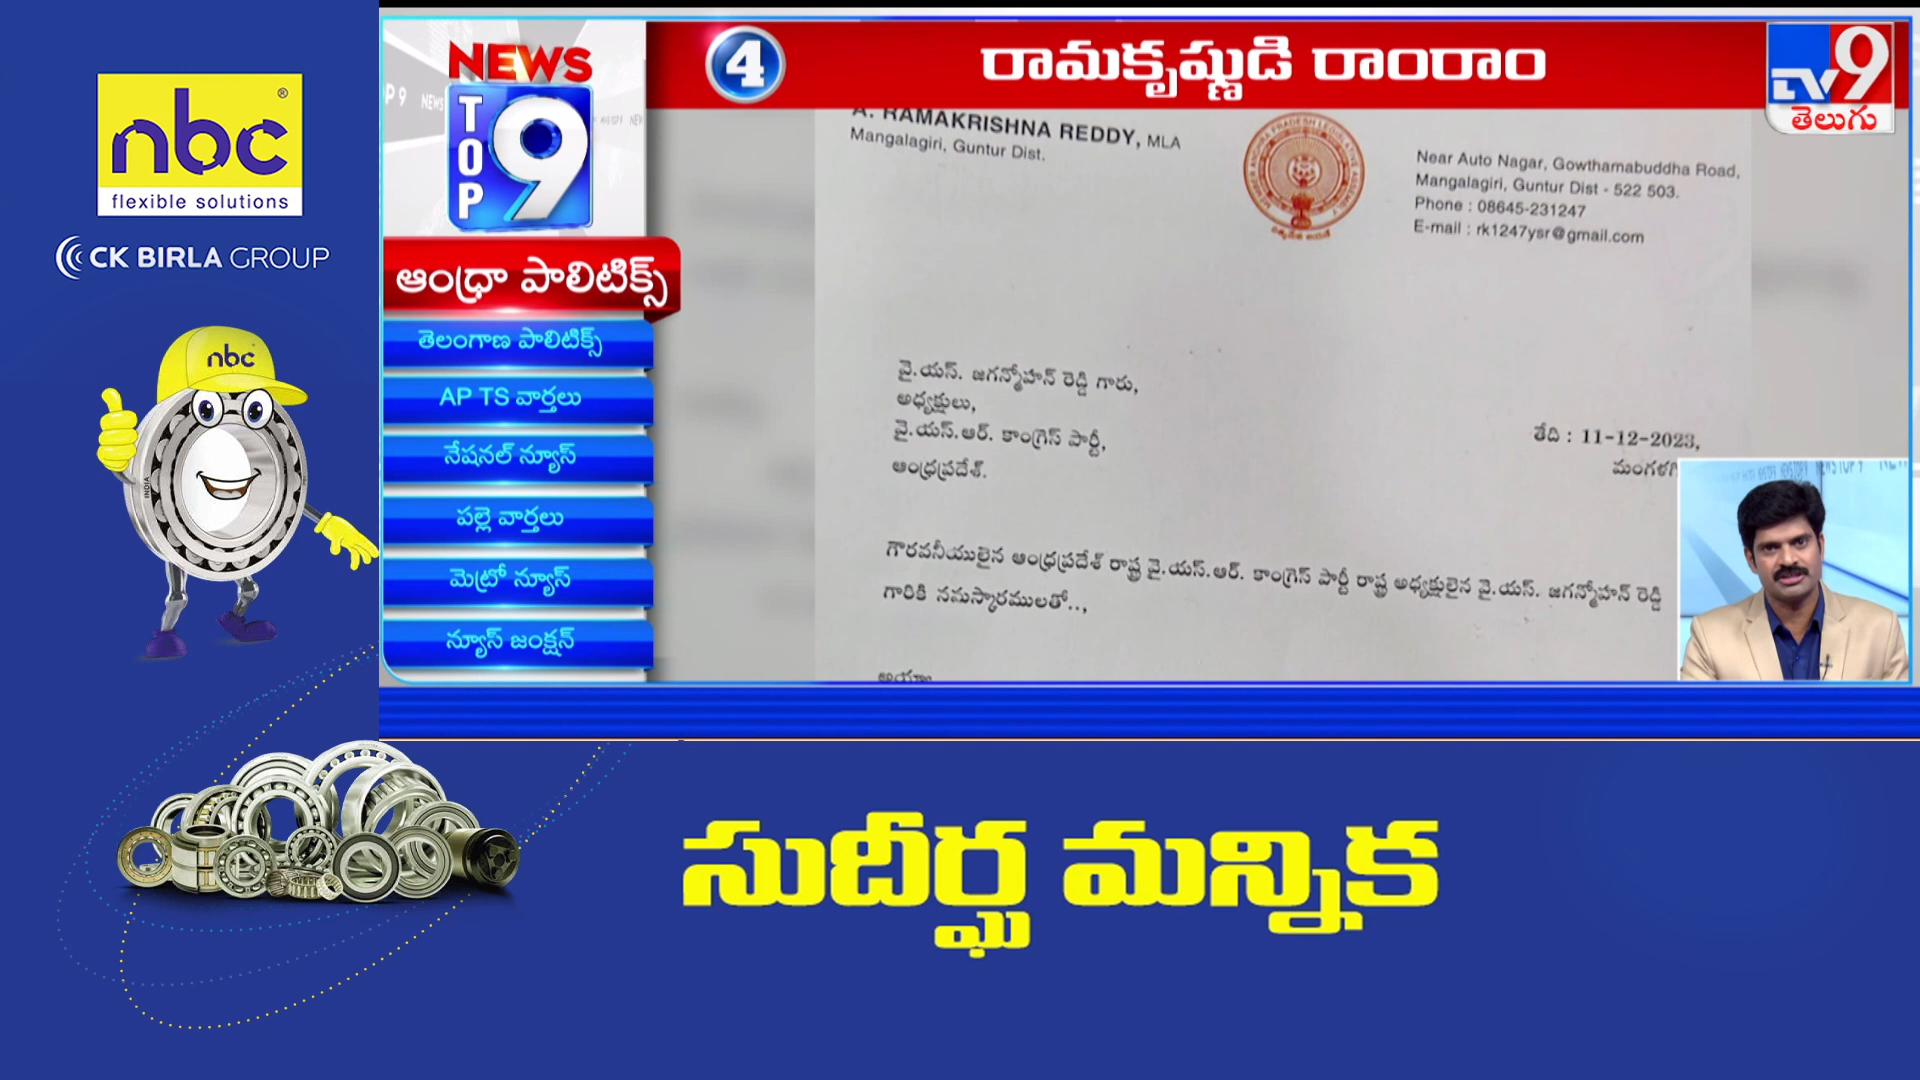 nbc
®
flexible solutions
CK BIRLA GROUP
nbc
INDIA
NEWS
TOP
9
4
రామకృష్ణుడి రాంరాం
TV9
తెలుగు
ఆంధ్రా పాలిటిక్స్
తెలంగాణ పాలిటిక్స్
AP TS వార్తలు
నేషనల్ న్యూస్
పల్లె వార్తలు
మెట్రో న్యూస్
న్యూస్ జంక్షన్
A. RAMAKRISHNA REDDY, MLA
Mangalagiri, Guntur Dist.
Near Auto Nagar, Gowthamabuddha Road,
Mangalagiri, Guntur Dist - 522 503.
Phone : 08645-231247
E-mail : rk1247ysr@gmail.com
వై.యస్. జగన్మోహన్ రెడ్డి గారు,
అధ్యక్షులు,
వై.యస్.ఆర్. కాంగ్రెస్ పార్టీ,
ఆంధ్రప్రదేశ్.
తేది : 11-12-2023,
గౌరవనీయులైన ఆంధ్రప్రదేశ్ రాష్ట్ర వై.యస్.ఆర్. కాంగ్రెస్ పార్టీ రాష్ట్ర అధ్యక్షులైన వై.యస్. జగన్మోహన్ రెడ్డి
గారికి నమస్కారములతో..,
సుదీర్ఘ మన్నిక